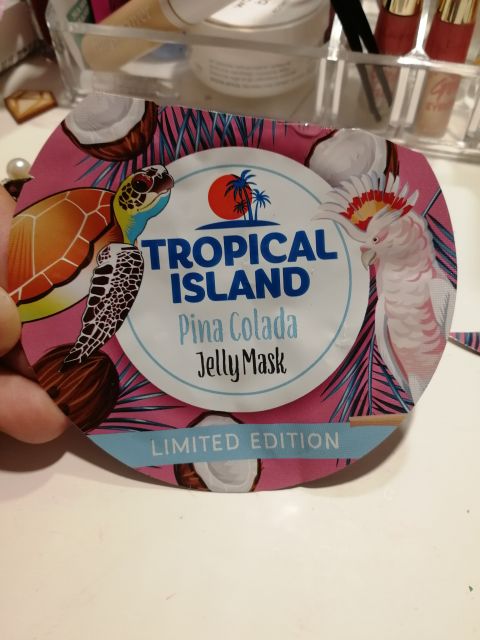 TROPICAL
ISLAND
Pina Colada
Jelly Mask
LIMITED EDITION